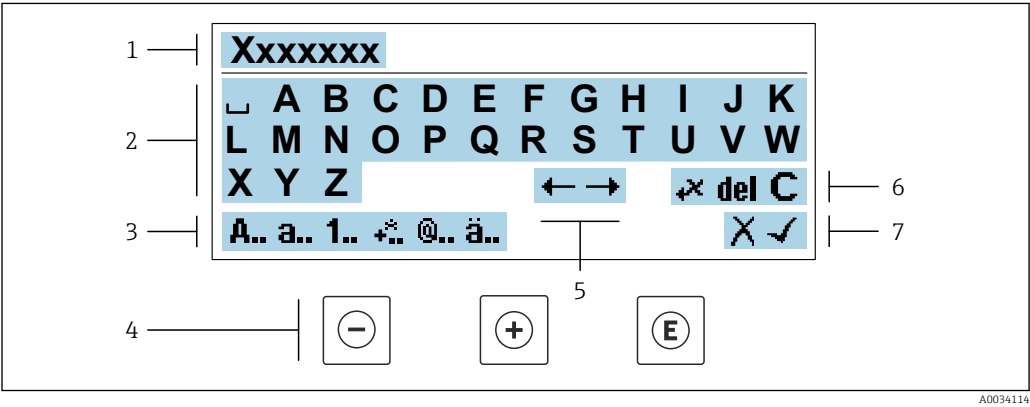 1 Xxxxxxx
␣ A B C D E F G H I J K
2 L M N O P Q R S T U V W
X Y Z ← → +× del C 6
3 A.. a.. 1.. +×.. @.. ä.. X ✓ 7
5
4 − + E
A0034114